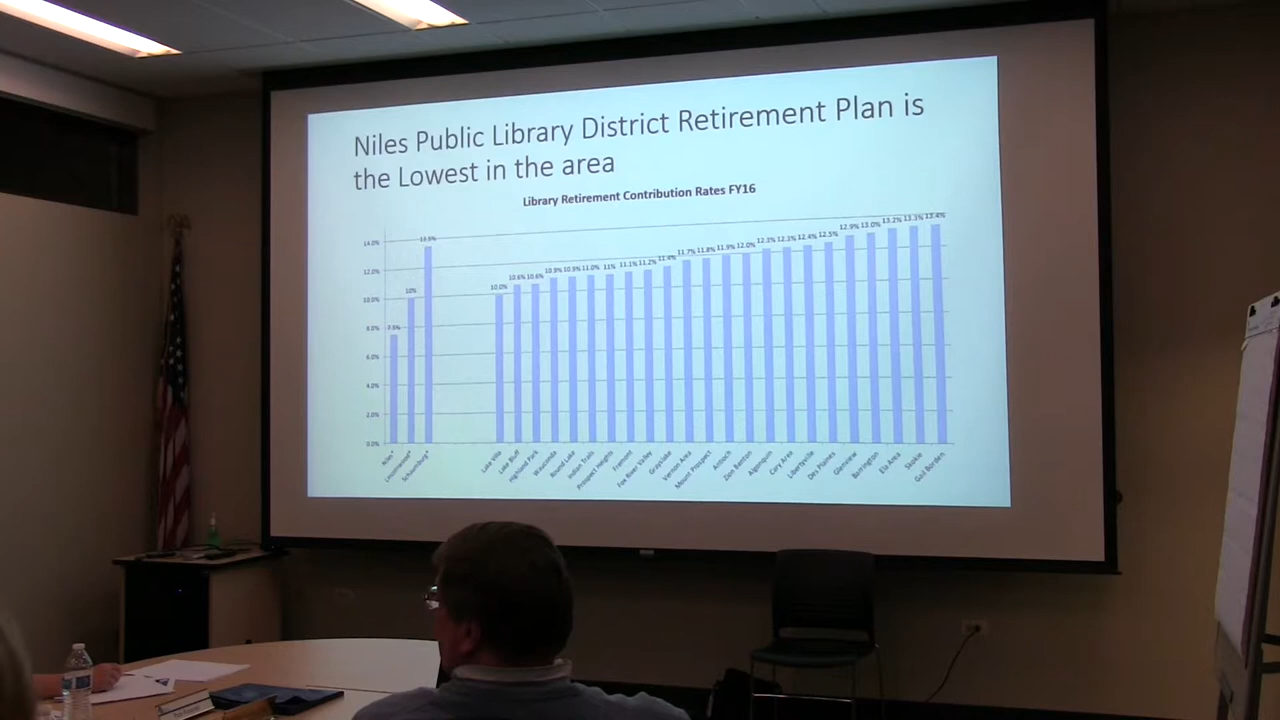 Niles Public Library District Retirement Plan is
the Lowest in the area
Library Retirement Contribution Rates FY16
14.0%
12.0%
10.0%
8.0%
6.0%
4.0%
2.0%
0.0%
7.5% 10% 13.5% 10.0% 10.6% 10.6% 10.9% 10.9% 11.0% 11% 11.1% 11.2% 11.4% 11.7% 11.8% 11.9% 12.0% 12.3% 12.3% 12.4% 12.5% 12.9% 13.0% 13.2% 13.3% 13.4%
Niles* Lincolnwood* Schaumburg* Lake Villa Lake Bluff Highland Park Wauconda Round Lake Indian Trails Prospect Heights Fremont Fox River Valley Grayslake Vernon Area Mount Prospect Antioch Zion Benton Algonquin Cary Area Libertyville Des Plaines Glenview Barrington Ela Area Skokie Gail Borden